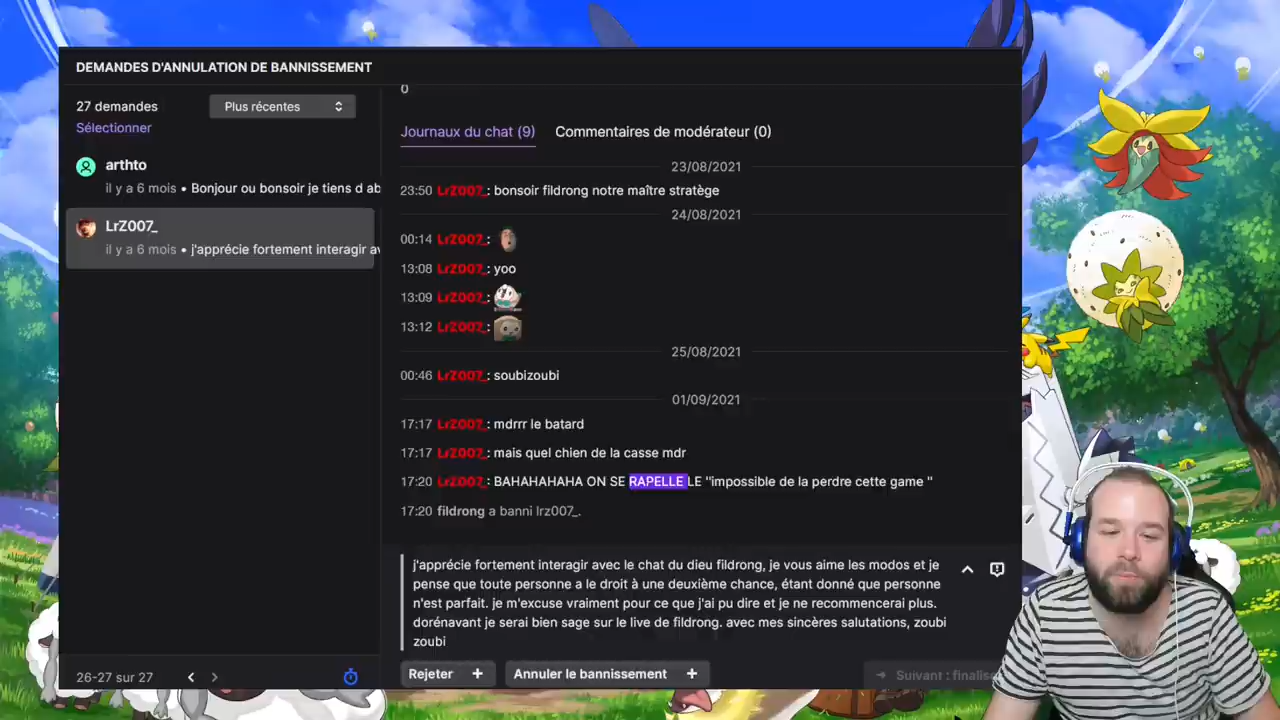 DEMANDES D'ANNULATION DE BANNISSEMENT
27 demandes
Plus récentes
Sélectionner
arthto
il y a 6 mois • Bonjour ou bonsoir je tiens d ab
LrZ007_
il y a 6 mois • j'apprécie fortement interagir av
26-27 sur 27
0
Journaux du chat (9)
Commentaires de modérateur (0)
23/08/2021
23:50 LrZ007_: bonsoir fildrong notre maître stratège
24/08/2021
00:14 LrZ007_:
13:08 LrZ007_: yoo
13:09 LrZ007_:
13:12 LrZ007_:
25/08/2021
00:46 LrZ007_: soubizoubi
01/09/2021
17:17 LrZ007_: mdrrr le batard
17:17 LrZ007_: mais quel chien de la casse mdr
17:20 LrZ007_: BAHAHAHAHA ON SE RAPELLE LE "impossible de la perdre cette game "
17:20 fildrong a banni lrz007_.
j'apprécie fortement interagir avec le chat du dieu fildrong, je vous aime les modos et je
pense que toute personne a le droit à une deuxième chance, étant donné que personne
n'est parfait. je m'excuse vraiment pour ce que j'ai pu dire et je ne recommencerai plus.
dorénavant je serai bien sage sur le live de fildrong. avec mes sincères salutations, zoubi
zoubi
Rejeter +
Annuler le bannissement +
→ Suivant : finalise